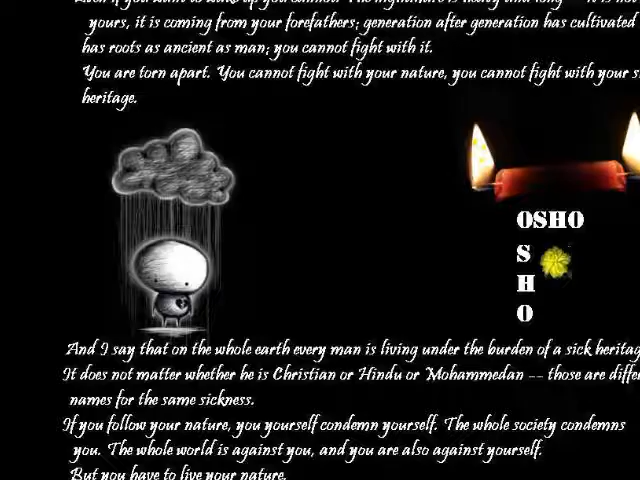 yours, it is coming from your forefathers; generation after generation has cultivated
has roots as ancient as man; you cannot fight with it.
You are torn apart. You cannot fight with your nature, you cannot fight with your
heritage.
OSHO
S
H
O
And I say that on the whole earth every man is living under the burden of a sick
It does not matter whether he is Christian or Hindu or Mohammedan -- those are
names for the same sickness.
If you follow your nature, you yourself condemn yourself. The whole society condemns
you. The whole world is against you, and you are also against yourself.
But you have to live your nature.